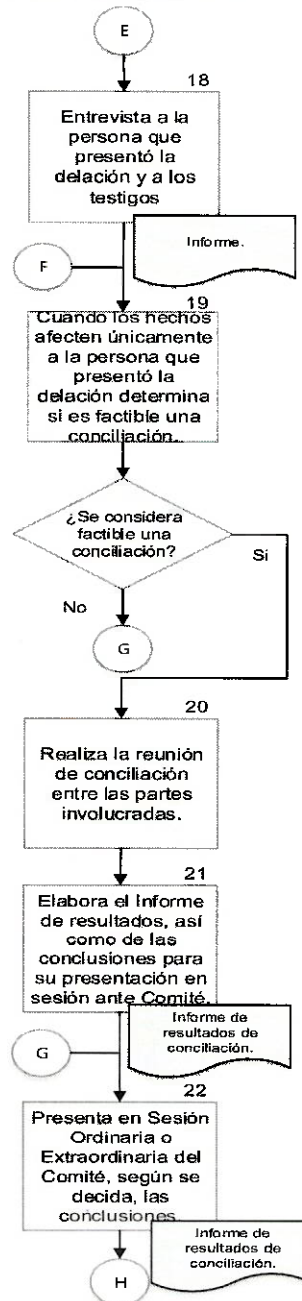 E
18
Entrevista a la
persona que
presentó la
delación y a los
testigos
Informe.
F
19
Cuando los hechos
afecten únicamente
a la persona que
presentó la
delación determina
si es factible una
conciliación.
¿Se considera
factible una
conciliación?
Si
No
G
20
Realiza la reunión
de conciliación
entre las partes
involucradas.
21
Elabora el Informe
de resultados, así
como de las
conclusiones para
su presentación en
sesión ante Comité.
Informe de
resultados de
conciliación.
G
22
Presenta en Sesión
Ordinaria o
Extraordinaria del
Comité, según se
decida, las
conclusiones.
Informe de
resultados de
conciliación.
H